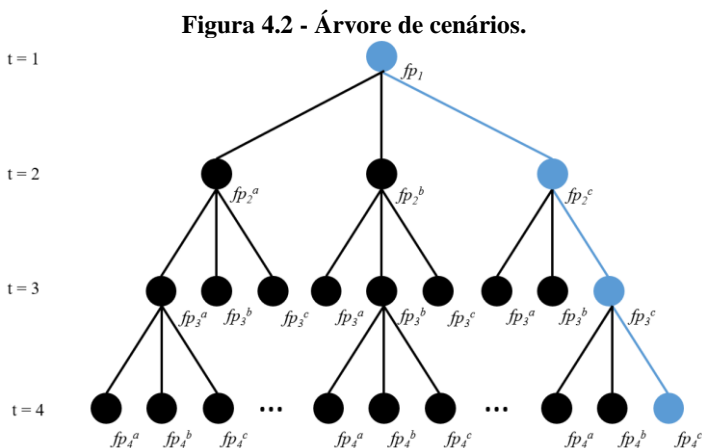 Figura 4.2 - Árvore de cenários.
t = 1
fp₁
t = 2
fp₂ᵃ fp₂ᵇ fp₂ᶜ
t = 3
fp₃ᵃ fp₃ᵇ fp₃ᶜ fp₃ᵃ fp₃ᵇ fp₃ᶜ fp₃ᵃ fp₃ᵇ fp₃ᶜ
t = 4
... ...
fp₄ᵃ fp₄ᵇ fp₄ᶜ fp₄ᵃ fp₄ᵇ fp₄ᶜ fp₄ᵃ fp₄ᵇ fp₄ᶜ